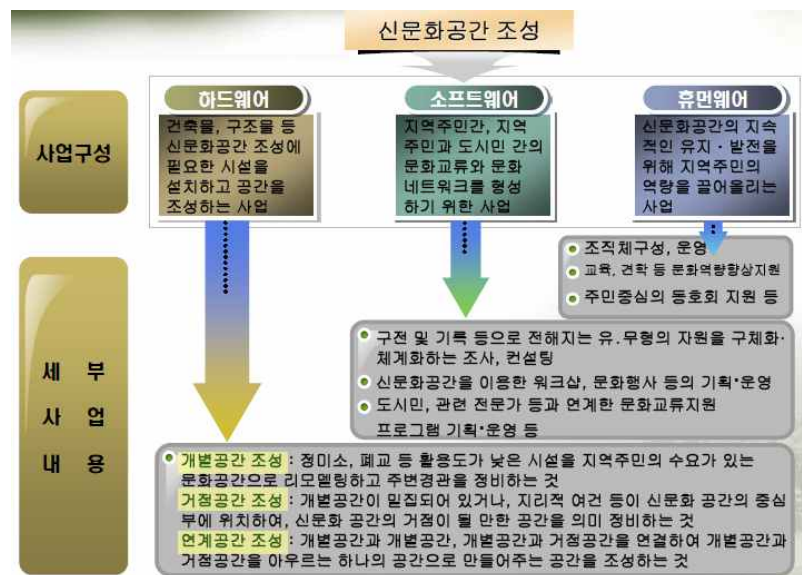 신문화공간 조성
사업구성
하드웨어
건축물, 구조물 등
신문화공간 조성에
필요한 시설을
설치하고 공간을
조성하는 사업
소프트웨어
지역주민간, 지역
주민과 도시민 간의
문화교류와 문화
네트워크를 형성
하기 위한 사업
휴먼웨어
신문화공간의 지속
적인 유지·발전을
위해 지역주민의
역량을 끌어올리는
사업
세 부
사 업
내 용
조직체구성, 운영
교육, 견학 등 문화역량향상지원
주민중심의 동호회 지원 등
구전 및 기록 등으로 전해지는 유.무형의 자원을 구체화·
체계화하는 조사, 컨설팅
신문화공간을 이용한 워크샵, 문화행사 등의 기획•운영
도시민, 관련 전문가 등과 연계한 문화교류지원
프로그램 기획•운영 등
개별공간 조성 : 정미소, 폐교 등 활용도가 낮은 시설을 지역주민의 수요가 있는
문화공간으로 리모델링하고 주변경관을 정비하는 것
거점공간 조성 : 개별공간이 밀집되어 있거나, 지리적 여건 등이 신문화 공간의 중심
부에 위치하여, 신문화 공간의 거점이 될 만한 공간을 의미 정비하는 것
연계공간 조성 : 개별공간과 개별공간, 개별공간과 거점공간을 연결하여 개별공간과
거점공간을 아우르는 하나의 공간으로 만들어주는 공간을 조성하는 것